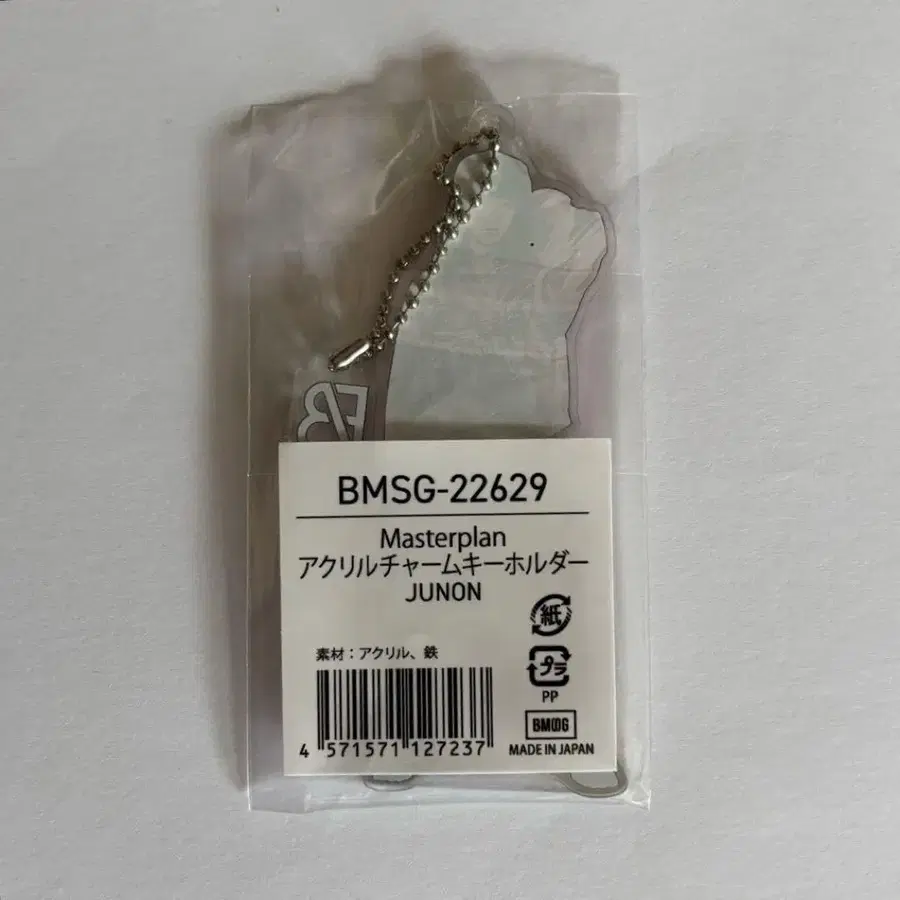 BMSG-22629
Masterplan
アクリルチャームキーホルダー
JUNON
紙
素材：アクリル、鉄
プラ
PP
BMSG
4 571571 127237
MADE IN JAPAN